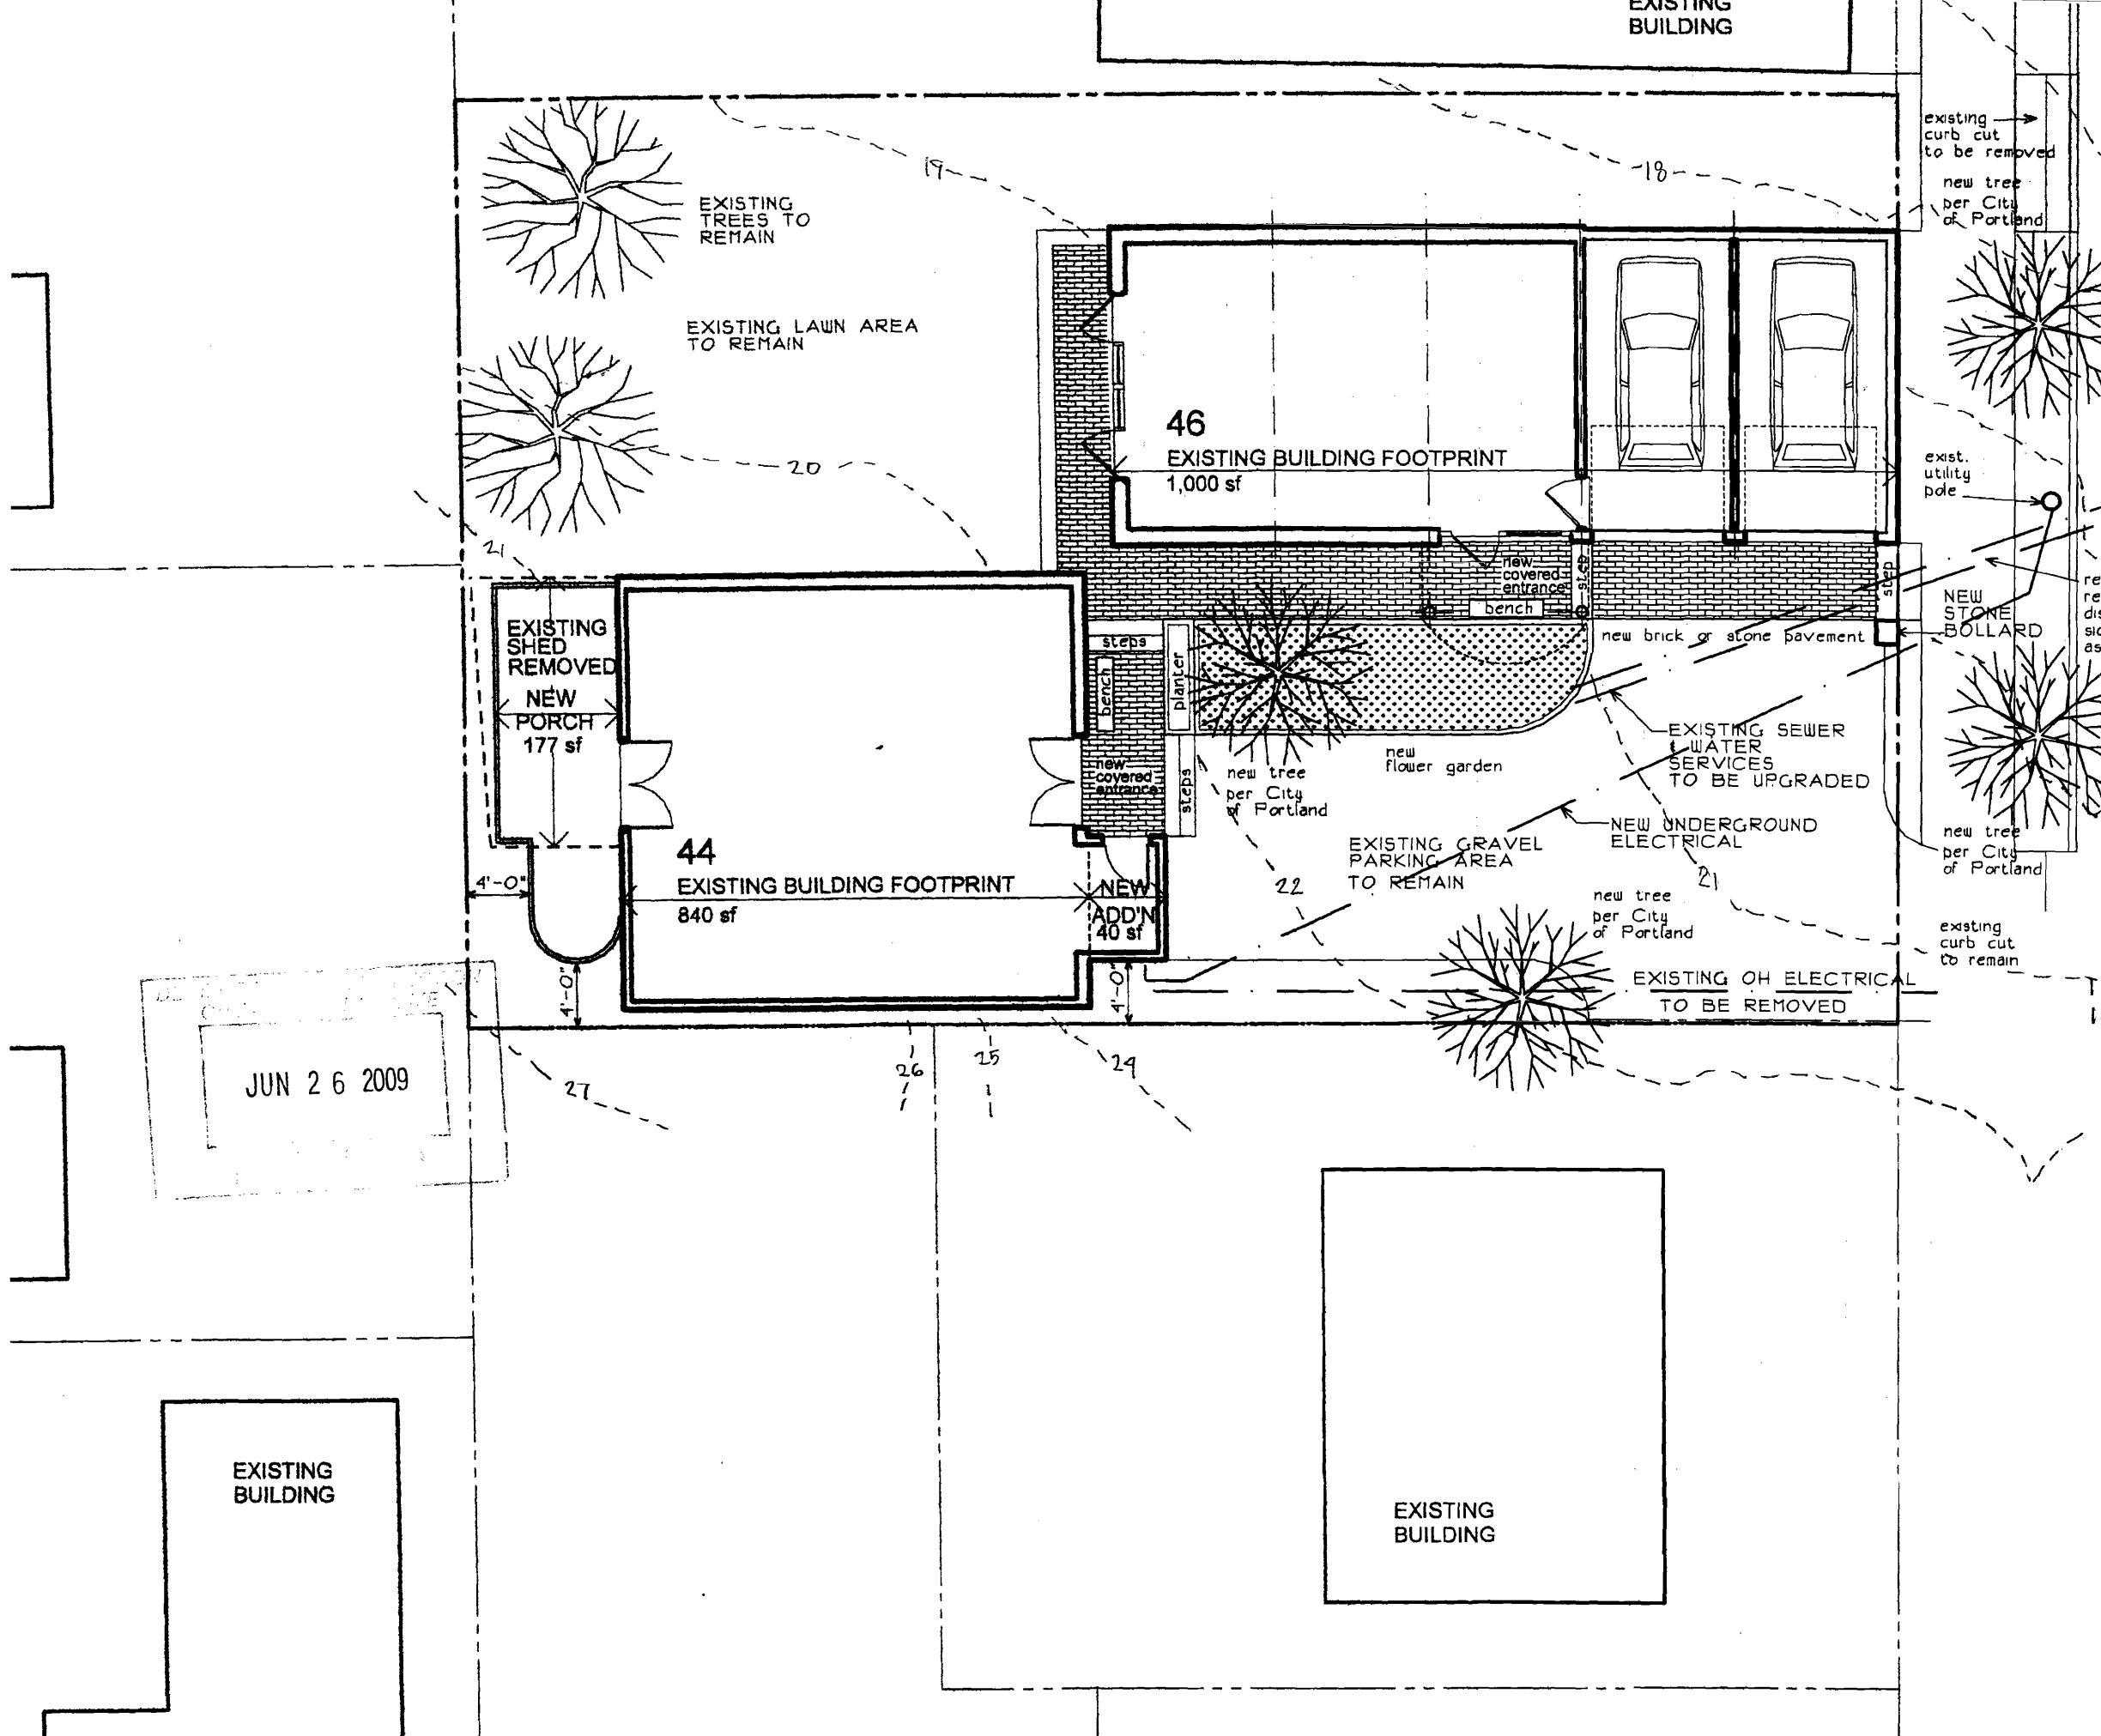 EXISTING
BUILDING
existing
curb cut
to be removed
new tree
per City
of Portland
19
18
EXISTING
TREES TO
REMAIN
EXISTING LAWN AREA
TO REMAIN
46
EXISTING BUILDING FOOTPRINT
1,000 sf
20
21
exist.
utility
pole
new
covered
entrance
step
bench
step
new brick or stone pavement
NEW
STONE
BOLLARD
re
re
dis
sid
as
EXISTING
SHED
REMOVED
NEW
PORCH
177 sf
steps
bench
planter
new
covered
entrance
steps
new
flower garden
new tree
per City
of Portland
EXISTING SEWER
WATER
SERVICES
TO BE UPGRADED
NEW UNDERGROUND
ELECTRICAL
EXISTING GRAVEL
PARKING AREA
TO REMAIN
22
21
new tree
per City
of Portland
new tree
per City
of Portland
existing
curb cut
to remain
44
EXISTING BUILDING FOOTPRINT
840 sf
NEW
ADD'N
40 sf
4'-0"
4'-0"
4'-0"
EXISTING OH ELECTRICAL
TO BE REMOVED
JUN 26 2009
27
26
25
24
EXISTING
BUILDING
EXISTING
BUILDING